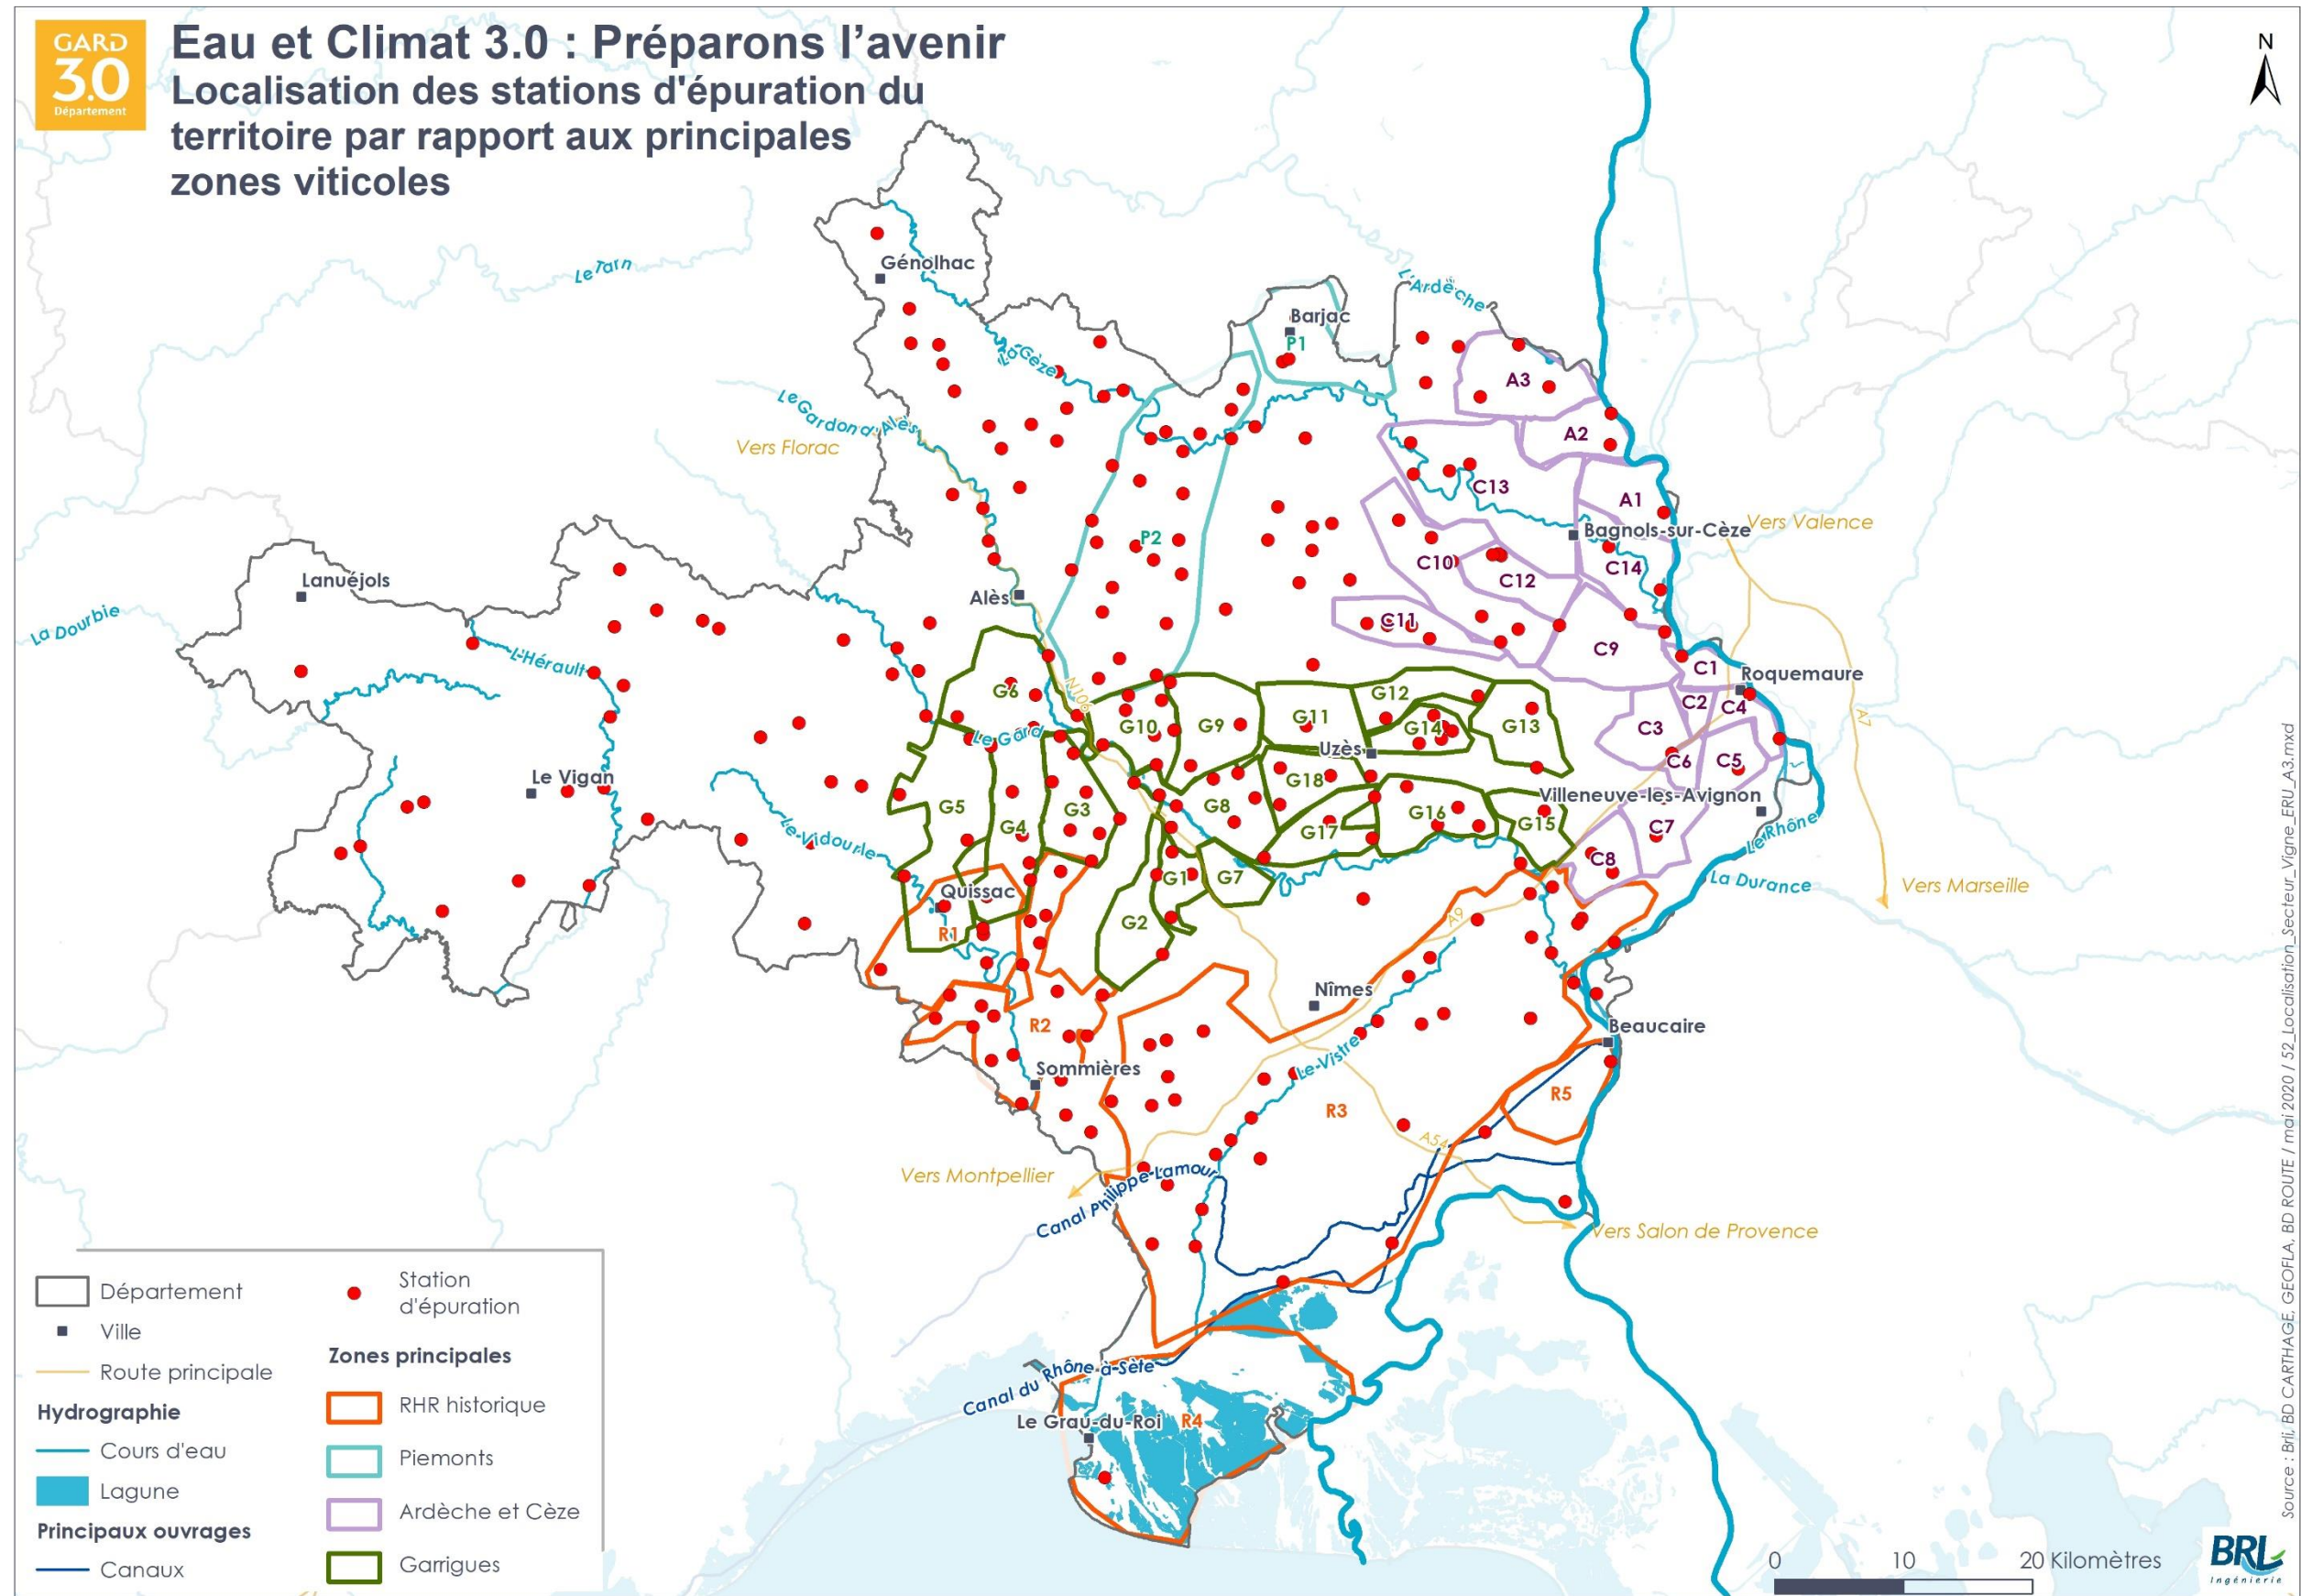 GARD
3.0
Département
Eau et Climat 3.0 : Préparons l'avenir
Localisation des stations d'épuration du
territoire par rapport aux principales
zones viticoles
N
Le Tarn
Génolhac
La Cèze
Le Gardon d'Alès
Vers Florac
L'Ardèche
Barjac
P1
A3
A2
C13
A1
Vers Valence
Bagnols-sur-Cèze
P2
C10
C14
C12
Lanuéjols
Alès
La Dourbie
C11
L'Hérault
C9
C1
Roquemaure
G6
N106
G12
C2
C4
A7
G10
G9
G11
G14
G13
C3
Le Gard
Uzès
C6
C5
Le Vigan
G18
Villeneuve-les-Avignon
G5
G3
G8
G16
G4
G17
G15
C7
Le Rhône
Le Vidourle
C8
G1
G7
La Durance
Vers Marseille
Quissac
A9
G2
R1
Nîmes
R2
Beaucaire
Sommières
Le Vistre
R5
R3
A54
Vers Montpellier
Canal Philippe Lamour
Vers Salon de Provence
Canal du Rhône à Sète
Le Grau-du-Roi
R4
Département
Ville
Route principale
Hydrographie
Cours d'eau
Lagune
Principaux ouvrages
Canaux
Station
d'épuration
Zones principales
RHR historique
Piemonts
Ardèche et Cèze
Garrigues
0 10 20 Kilomètres
BRL
Ingénierie
Source : Brli, BD CARTHAGE, GEOFLA, BD ROUTE / mai 2020 / 52_Localisation_Secteur_Vigne_ERU_A3.mxd